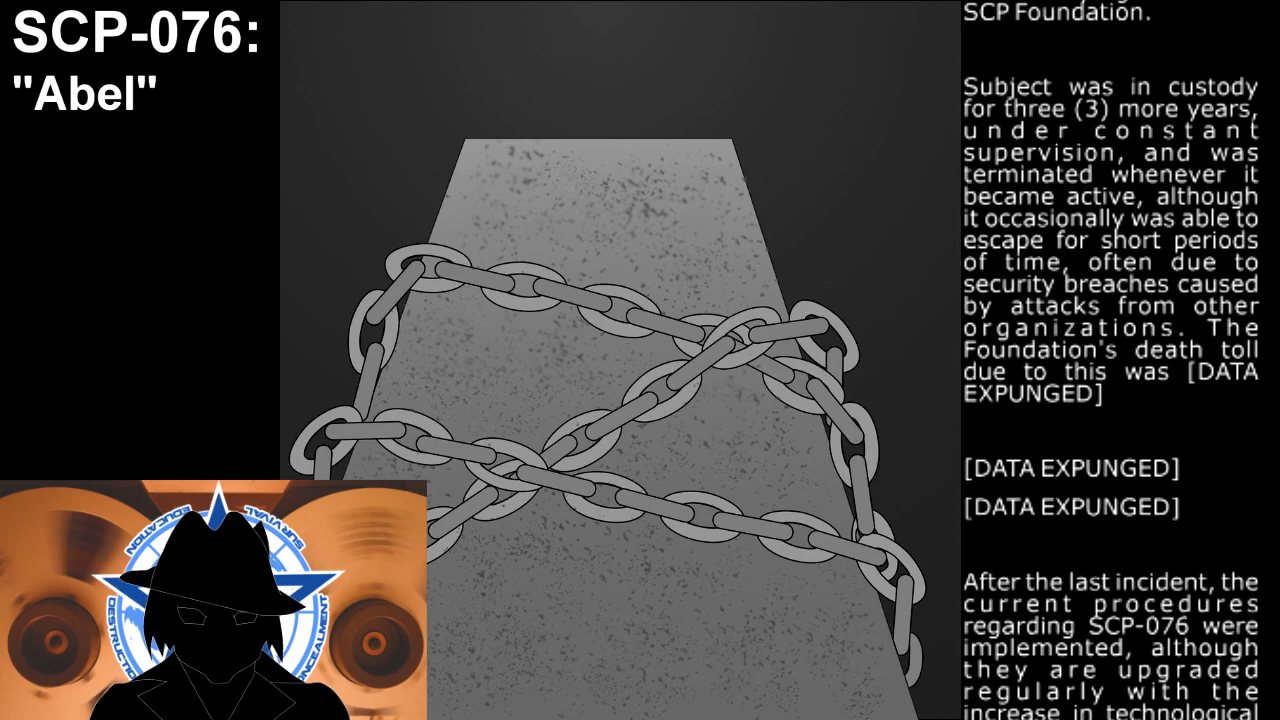 SCP-076:
"Abel"
SCP Foundation.
Subject was in custody
for three (3) more years,
under constant
supervision, and was
terminated whenever it
became active, although
it occasionally was able to
escape for short periods
of time, often due to
security breaches caused
by attacks from other
organizations. The
Foundation's death toll
due to this was [DATA
EXPUNGED]
[DATA EXPUNGED]
[DATA EXPUNGED]
After the last incident, the
current procedures
regarding SCP-076 were
implemented, although
they are upgraded
regularly with the
increase in technological
EDUCATION
SURVIVAL